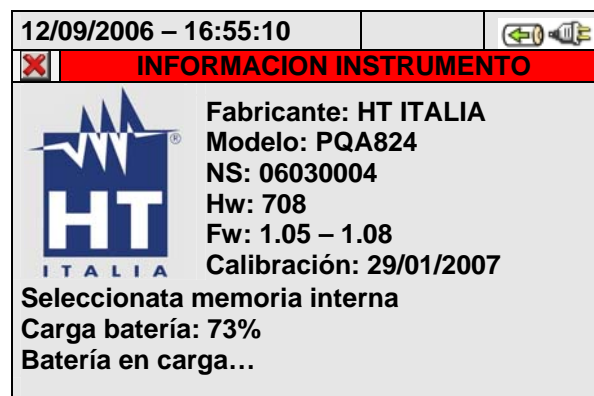 12/09/2006 – 16:55:10
INFORMACION INSTRUMENTO
Fabricante: HT ITALIA
Modelo: PQA824
NS: 06030004
Hw: 708
Fw: 1.05 – 1.08
Calibración: 29/01/2007
®
HT
ITALIA
Seleccionata memoria interna
Carga batería: 73%
Batería en carga…